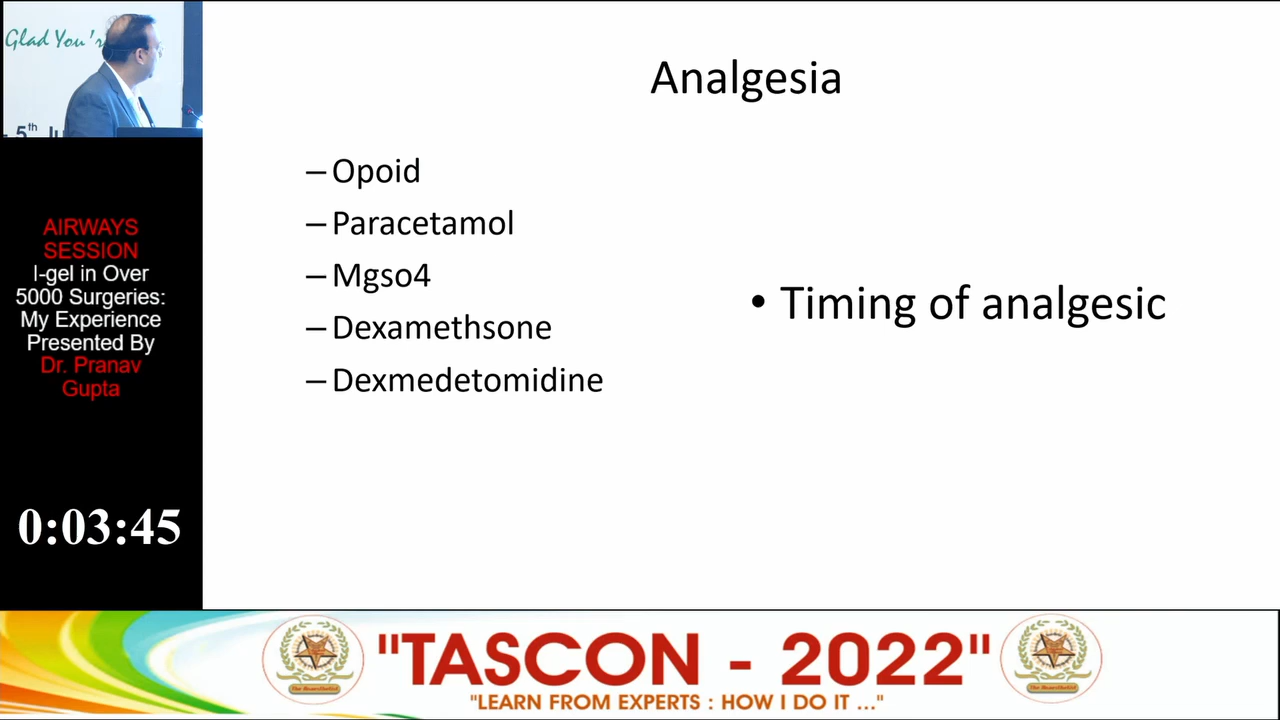 Glad You'r
5th Ju
AIRWAYS
SESSION
I-gel in Over
5000 Surgeries:
My Experience
Presented By
Dr. Pranav
Gupta
0:03:45
Analgesia
– Opoid
– Paracetamol
– Mgso4
– Dexamethsone
– Dexmedetomidine
• Timing of analgesic
"TASCON - 2022"
"LEARN FROM EXPERTS : HOW I DO IT ..."